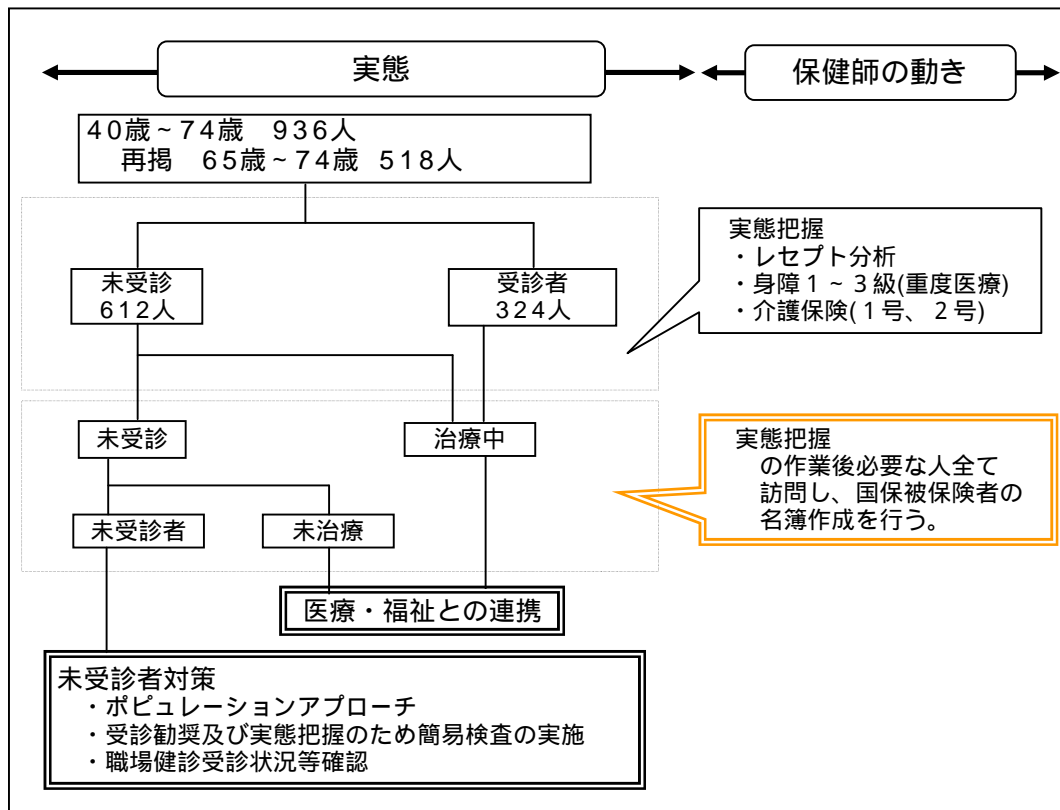 実態
保健師の動き
40歳~74歳 936人
再掲 65歳~74歳 518人
未受診
612人
受診者
324人
実態把握
・レセプト分析
・身障1~3級(重度医療)
・介護保険(1号、2号)
未受診
治療中
未受診者
未治療
実態把握
の作業後必要な人全て
訪問し、国保被保険者の
名簿作成を行う。
医療・福祉との連携
未受診者対策
・ポピュレーションアプローチ
・受診勧奨及び実態把握のため簡易検査の実施
・職場健診受診状況等確認